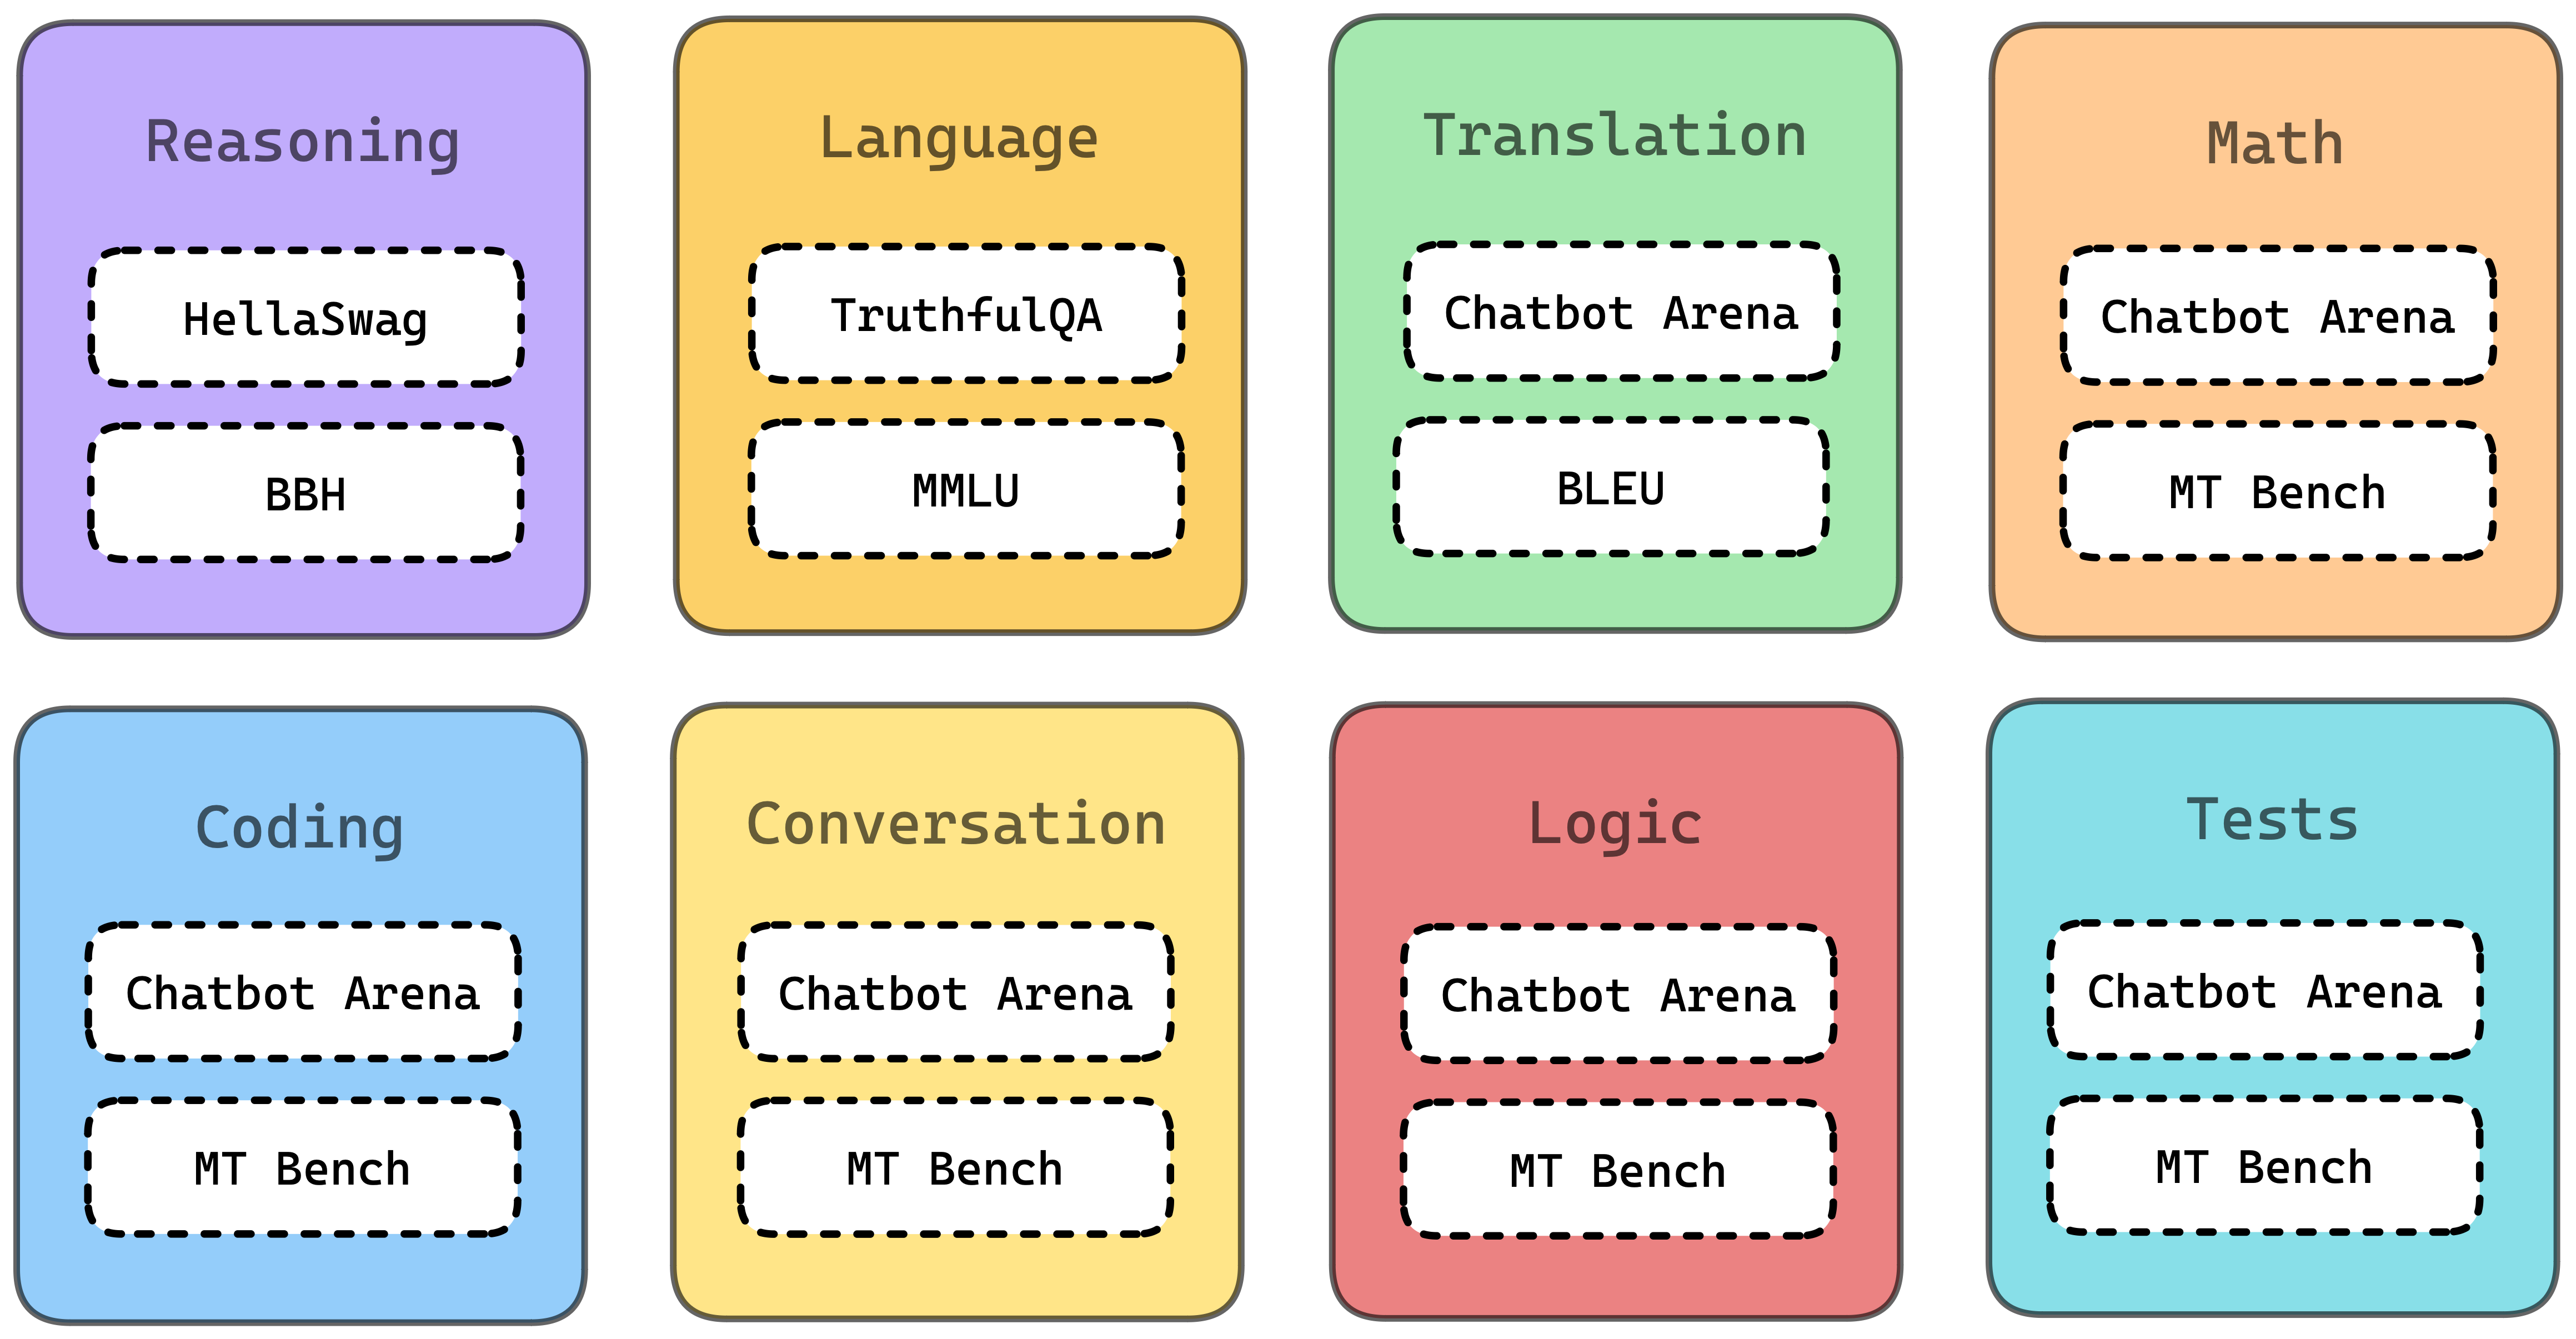 Reasoning
HellaSwag
BBH
Language
TruthfulQA
MMLU
Translation
Chatbot Arena
BLEU
Math
Chatbot Arena
MT Bench
Coding
Chatbot Arena
MT Bench
Conversation
Chatbot Arena
MT Bench
Logic
Chatbot Arena
MT Bench
Tests
Chatbot Arena
MT Bench